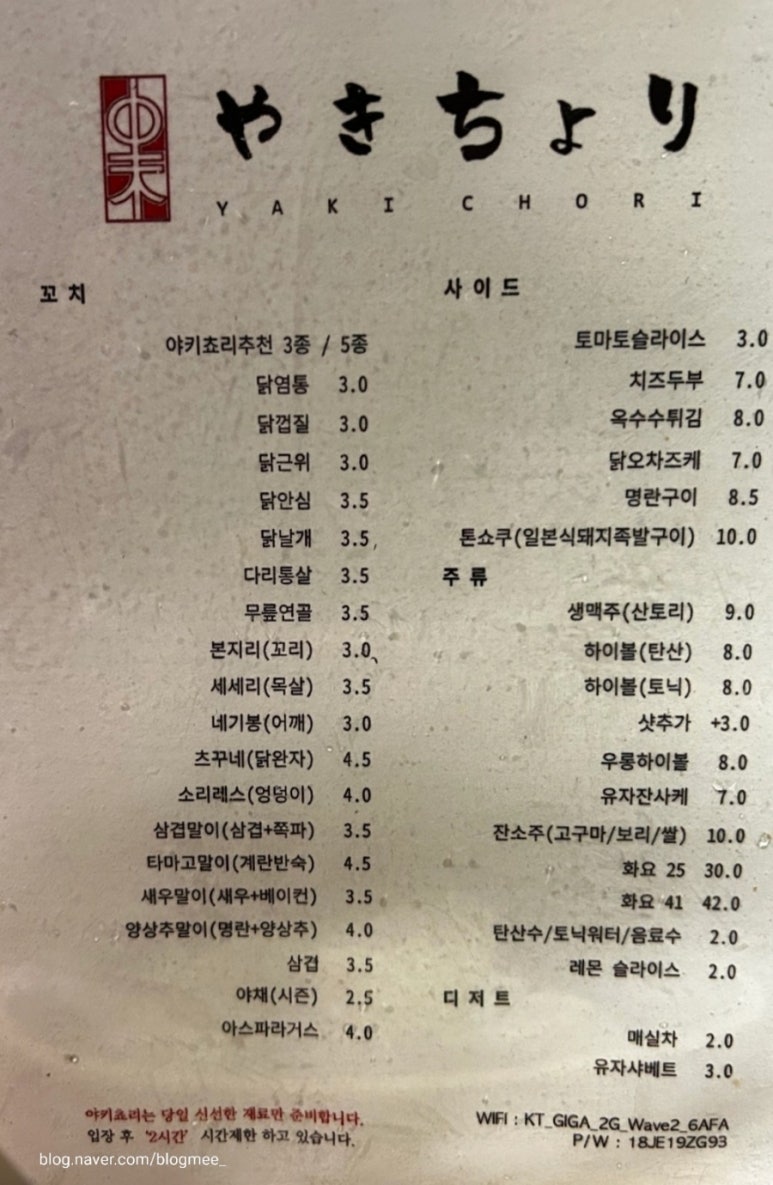 やきちょり
YAKI CHORI
꼬치
야키쵸리추천 3종 / 5종
닭염통 3.0
닭껍질 3.0
닭근위 3.0
닭안심 3.5
닭날개 3.5
다리통살 3.5
무릎연골 3.5
본지리(꼬리) 3.0
세세리(목살) 3.5
네기봉(어깨) 3.0
츠꾸네(닭완자) 4.5
소리레스(엉덩이) 4.0
삼겹말이(삼겹+쪽파) 3.5
타마고말이(계란반숙) 4.5
새우말이(새우+베이컨) 3.5
양상추말이(명란+양상추) 4.0
삼겹 3.5
야채(시즌) 2.5
아스파라거스 4.0
사이드
토마토슬라이스 3.0
치즈두부 7.0
옥수수튀김 8.0
닭오차즈케 7.0
명란구이 8.5
톤쇼쿠(일본식돼지족발구이) 10.0
주류
생맥주(산토리) 9.0
하이볼(탄산) 8.0
하이볼(토닉) 8.0
샷추가 +3.0
우롱하이볼 8.0
유자잔사케 7.0
잔소주(고구마/보리/쌀) 10.0
화요 25 30.0
화요 41 42.0
탄산수/토닉워터/음료수 2.0
레몬 슬라이스 2.0
디저트
매실차 2.0
유자샤베트 3.0
야키쵸리는 당일 신선한 재료만 준비합니다.
입장 후 '2시간' 시간제한 하고 있습니다.
WIFI : KT_GIGA_2G_Wave2_6AFA
P/W : 18JE19ZG93
blog.naver.com/blogmee_